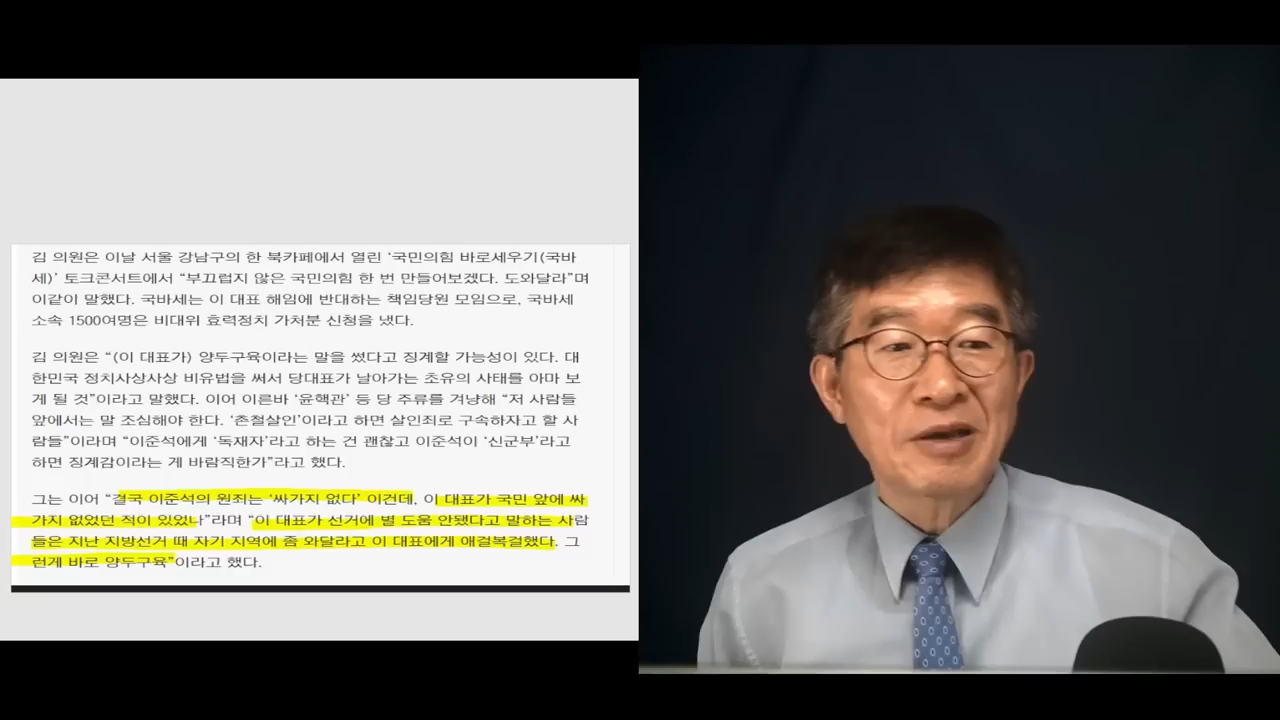 김 의원은 이날 서울 강남구의 한 북카페에서 열린 ‘국민의힘 바로세우기(국바
세)’ 토크콘서트에서 “부끄럽지 않은 국민의힘 한 번 만들어보겠다. 도와달라”며
이같이 말했다. 국바세는 이 대표 해임에 반대하는 책임당원 모임으로, 국바세
소속 1500여명은 비대위 효력정치 가처분 신청을 냈다.
김 의원은 “(이 대표가) 양두구육이라는 말을 썼다고 징계할 가능성이 있다. 대
한민국 정치사상사상 비유법을 써서 당대표가 날아가는 초유의 사태를 아마 보
게 될 것”이라고 말했다. 이어 이른바 ‘윤핵관’ 등 당 주류를 겨냥해 “저 사람들
앞에서는 말 조심해야 한다. ‘촌철살인’이라고 하면 살인죄로 구속하자고 할 사
람들”이라며 “이준석에게 ‘독재자’라고 하는 건 괜찮고 이준석이 ‘신군부’라고
하면 징계감이라는 게 바람직한가”라고 했다.
그는 이어 “결국 이준석의 원죄는 ‘싸가지 없다’ 이건데, 이 대표가 국민 앞에 싸
가지 없었던 적이 있었나”라며 “이 대표가 선거에 별 도움 안됐다고 말하는 사람
들은 지난 지방선거 때 자기 지역에 좀 와달라고 이 대표에게 애걸복걸했다. 그
런게 바로 양두구육”이라고 했다.